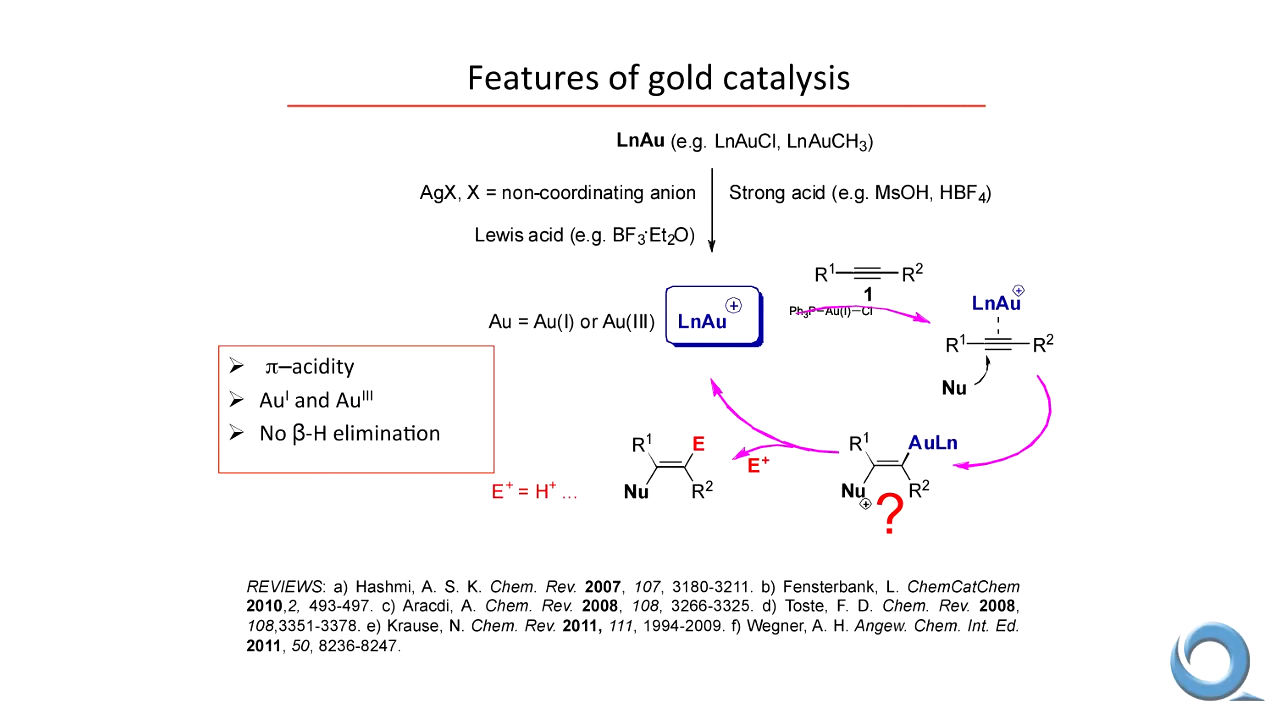 Features of gold catalysis
LnAu (e.g. LnAuCl, LnAuCH₃)
AgX, X = non-coordinating anion
Strong acid (e.g. MsOH, HBF₄)
Lewis acid (e.g. BF₃·Et₂O)
R¹ R²
1
Ph₃P—Au(I)—Cl
Au = Au(I) or Au(III)
LnAu⊕
LnAu⊕
R¹ R²
Nu
π–acidity
Auᴵ and Auᴵᴵᴵ
No β-H elimination
R¹ E
Nu R²
E⁺
R¹ AuLn
Nu⊕ R²
?
E⁺ = H⁺ ...
REVIEWS: a) Hashmi, A. S. K. Chem. Rev. 2007, 107, 3180-3211. b) Fensterbank, L. ChemCatChem
2010,2, 493-497. c) Aracdi, A. Chem. Rev. 2008, 108, 3266-3325. d) Toste, F. D. Chem. Rev. 2008,
108,3351-3378. e) Krause, N. Chem. Rev. 2011, 111, 1994-2009. f) Wegner, A. H. Angew. Chem. Int. Ed.
2011, 50, 8236-8247.